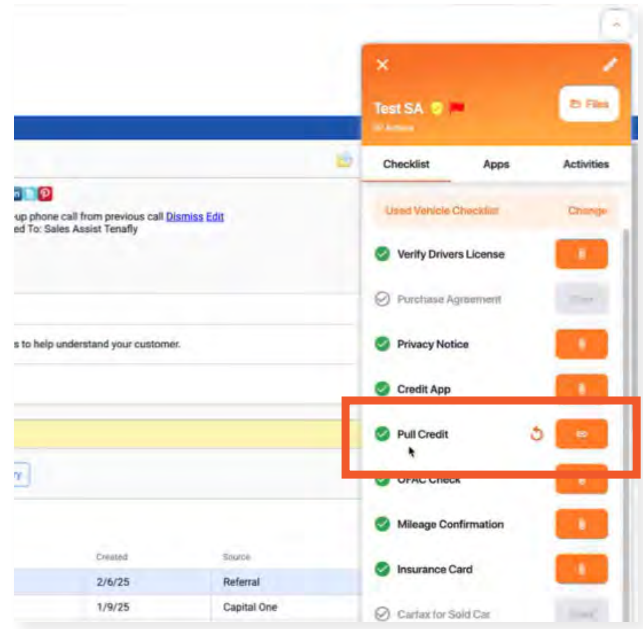 Test SA
Files
Checklist Apps Activities
-up phone call from previous call Dismiss Edit
ed To: Sales Assist Tenafly
Used Vehicle Checklist Change
Verify Drivers License
Purchase Agreement
Privacy Notice
s to help understand your customer.
Credit App
Pull Credit
OFAC Check
Mileage Confirmation
Insurance Card
Created Source
2/6/25 Referral
1/9/25 Capital One
Carfax for Sold Car